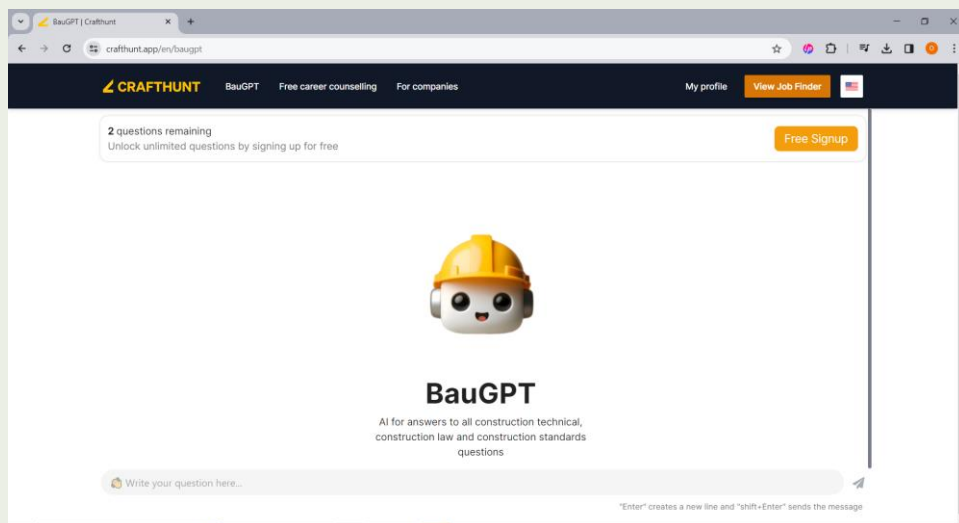 BauGPT | Crafthunt
crafthunt.app/en/baugpt
CRAFTHUNT BauGPT Free career counselling For companies My profile View Job Finder
2 questions remaining
Unlock unlimited questions by signing up for free
Free Signup
BauGPT
AI for answers to all construction technical,
construction law and construction standards
questions
Write your question here...
"Enter" creates a new line and "shift+Enter" sends the message